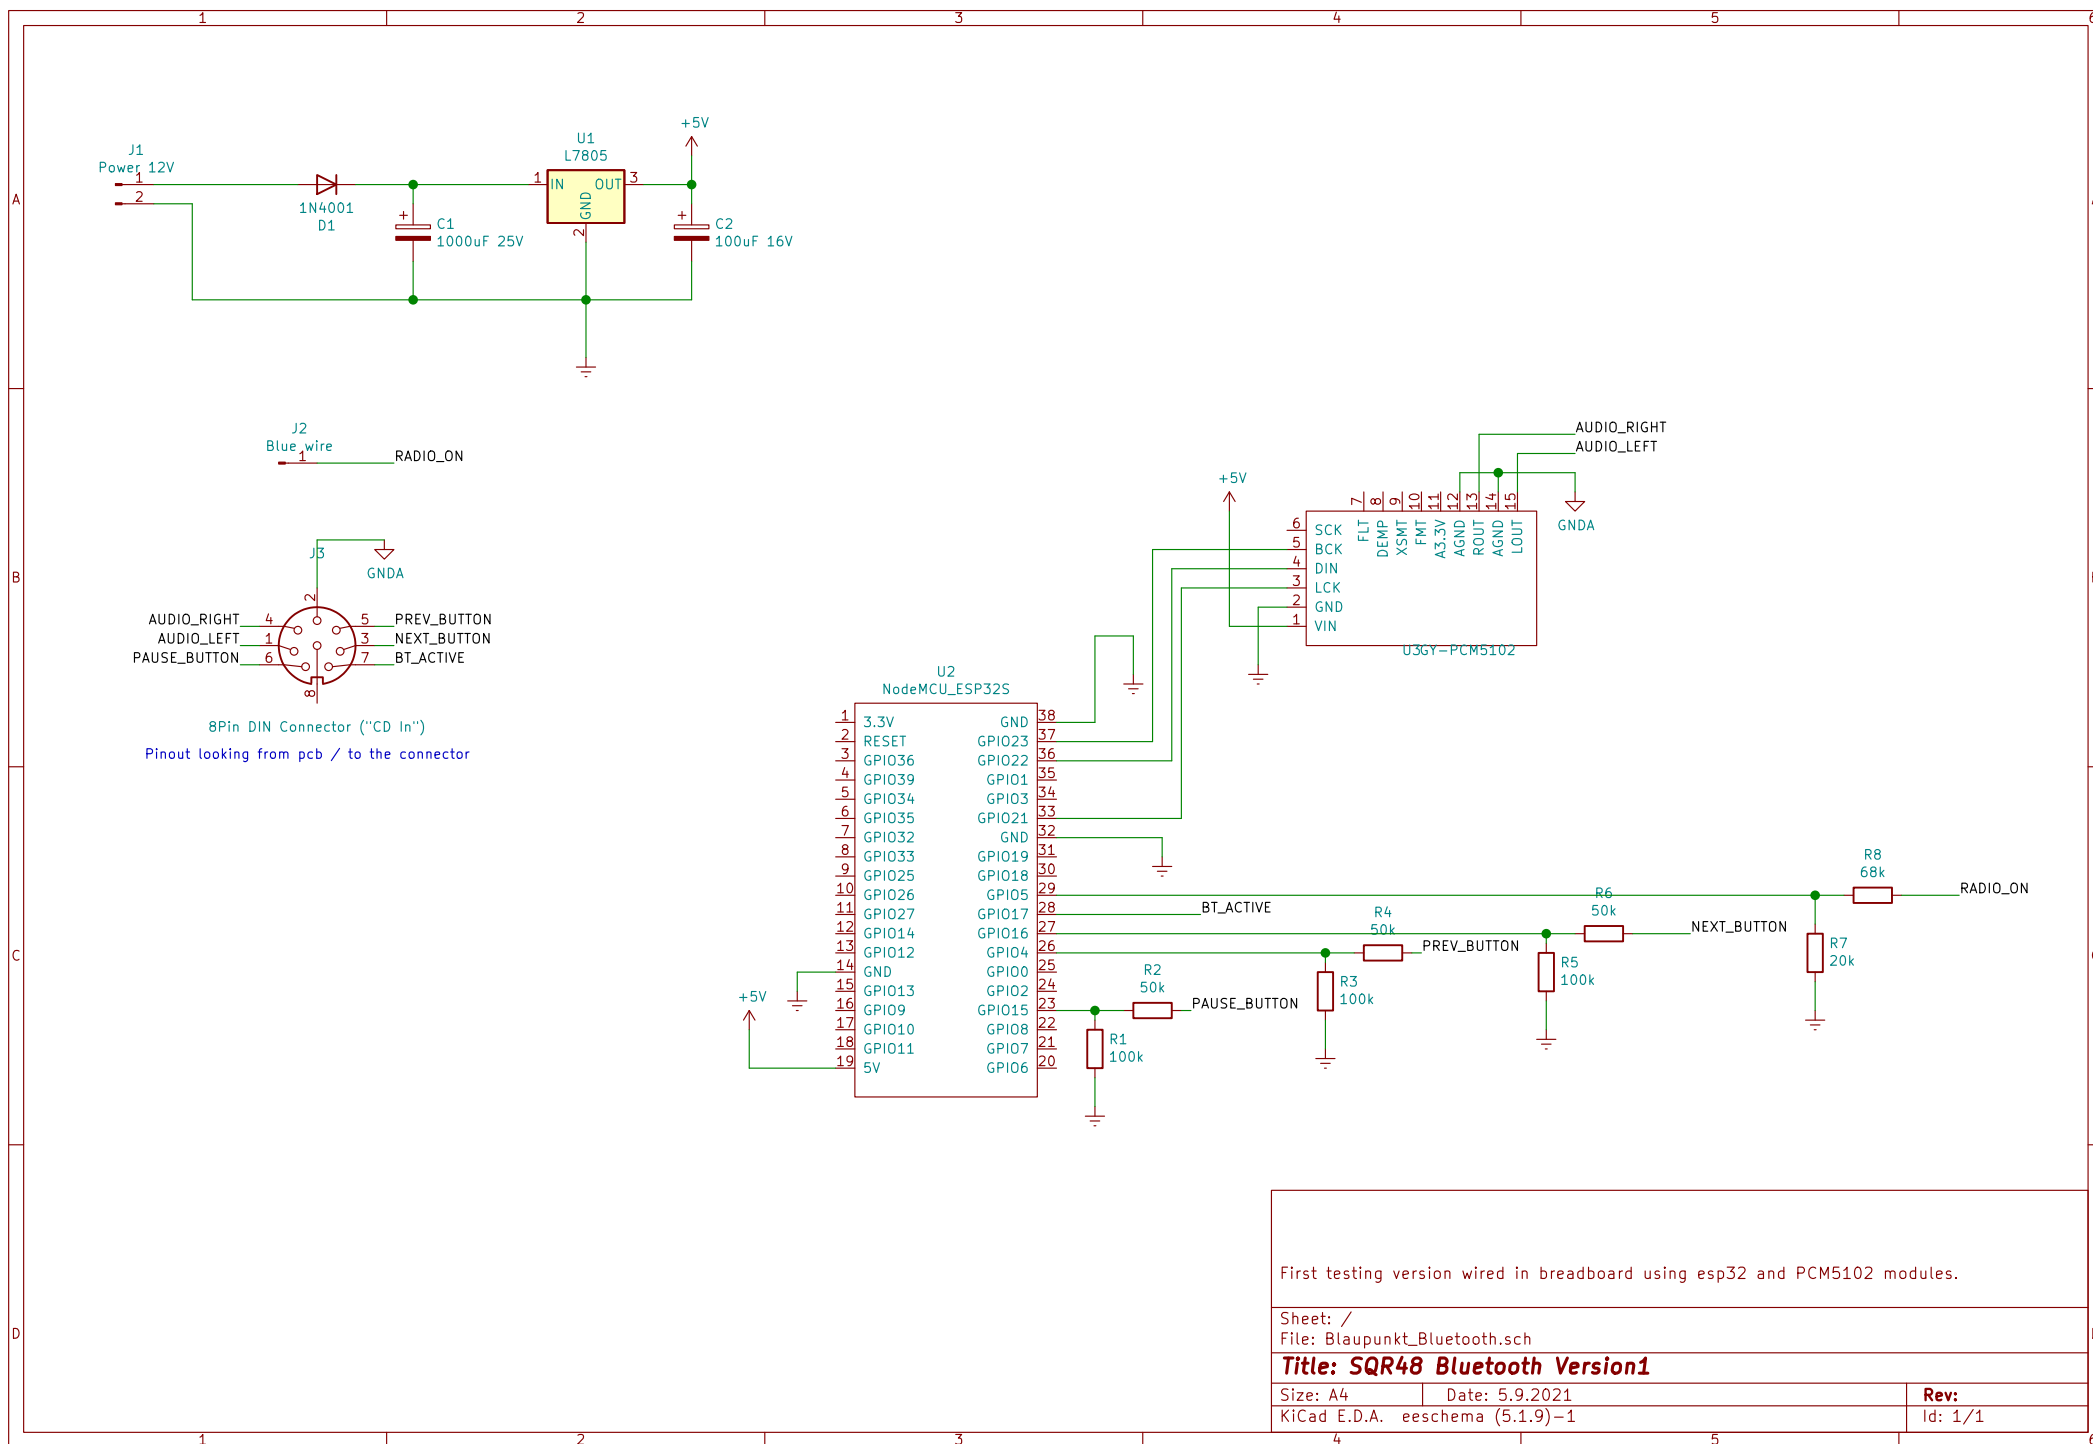 1 2 3 4 5 6
A
B
C
D
J1
Power 12V
1
2
1N4001
D1
+
C1
1000uF 25V
U1
L7805
1 IN OUT 3
GND
2
+5V
+
C2
100uF 16V
J2
Blue wire
1
RADIO_ON
J3
GNDA
2
AUDIO_RIGHT 4
AUDIO_LEFT 1
PAUSE_BUTTON 6
5 PREV_BUTTON
3 NEXT_BUTTON
7 BT_ACTIVE
8
8Pin DIN Connector ("CD In")
Pinout looking from pcb / to the connector
AUDIO_RIGHT
AUDIO_LEFT
GNDA
+5V
7 8 9 10 11 12 13 14 15
FLT DEMP XSMT FMT A3.3V AGND ROUT AGND LOUT
6 SCK
5 BCK
4 DIN
3 LCK
2 GND
1 VIN
U3GY-PCM5102
U2
NodeMCU_ESP32S
1 3.3V GND 38
2 RESET GPIO23 37
3 GPIO36 GPIO22 36
4 GPIO39 GPIO1 35
5 GPIO34 GPIO3 34
6 GPIO35 GPIO21 33
7 GPIO32 GND 32
8 GPIO33 GPIO19 31
9 GPIO25 GPIO18 30
10 GPIO26 GPIO5 29
11 GPIO27 GPIO17 28
12 GPIO14 GPIO16 27
13 GPIO12 GPIO4 26
14 GND GPIO0 25
15 GPIO13 GPIO2 24
16 GPIO9 GPIO15 23
17 GPIO10 GPIO8 22
18 GPIO11 GPIO7 21
19 5V GPIO6 20
+5V
BT_ACTIVE
R8
68k
RADIO_ON
R7
20k
R6
50k
NEXT_BUTTON
R5
100k
R4
50k
PREV_BUTTON
R3
100k
R2
50k
PAUSE_BUTTON
R1
100k
First testing version wired in breadboard using esp32 and PCM5102 modules.
Sheet: /
File: Blaupunkt_Bluetooth.sch
Title: SQR48 Bluetooth Version1
Size: A4 Date: 5.9.2021 Rev:
KiCad E.D.A. eeschema (5.1.9)-1 Id: 1/1
1 2 3 4 5 6